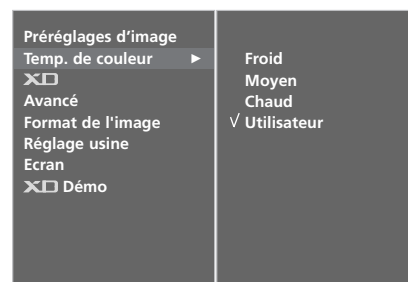 Préréglages d'image
Temp. de couleur ►
XD
Avancé
Format de l'image
Réglage usine
Ecran
XD Démo
Froid
Moyen
Chaud
√ Utilisateur